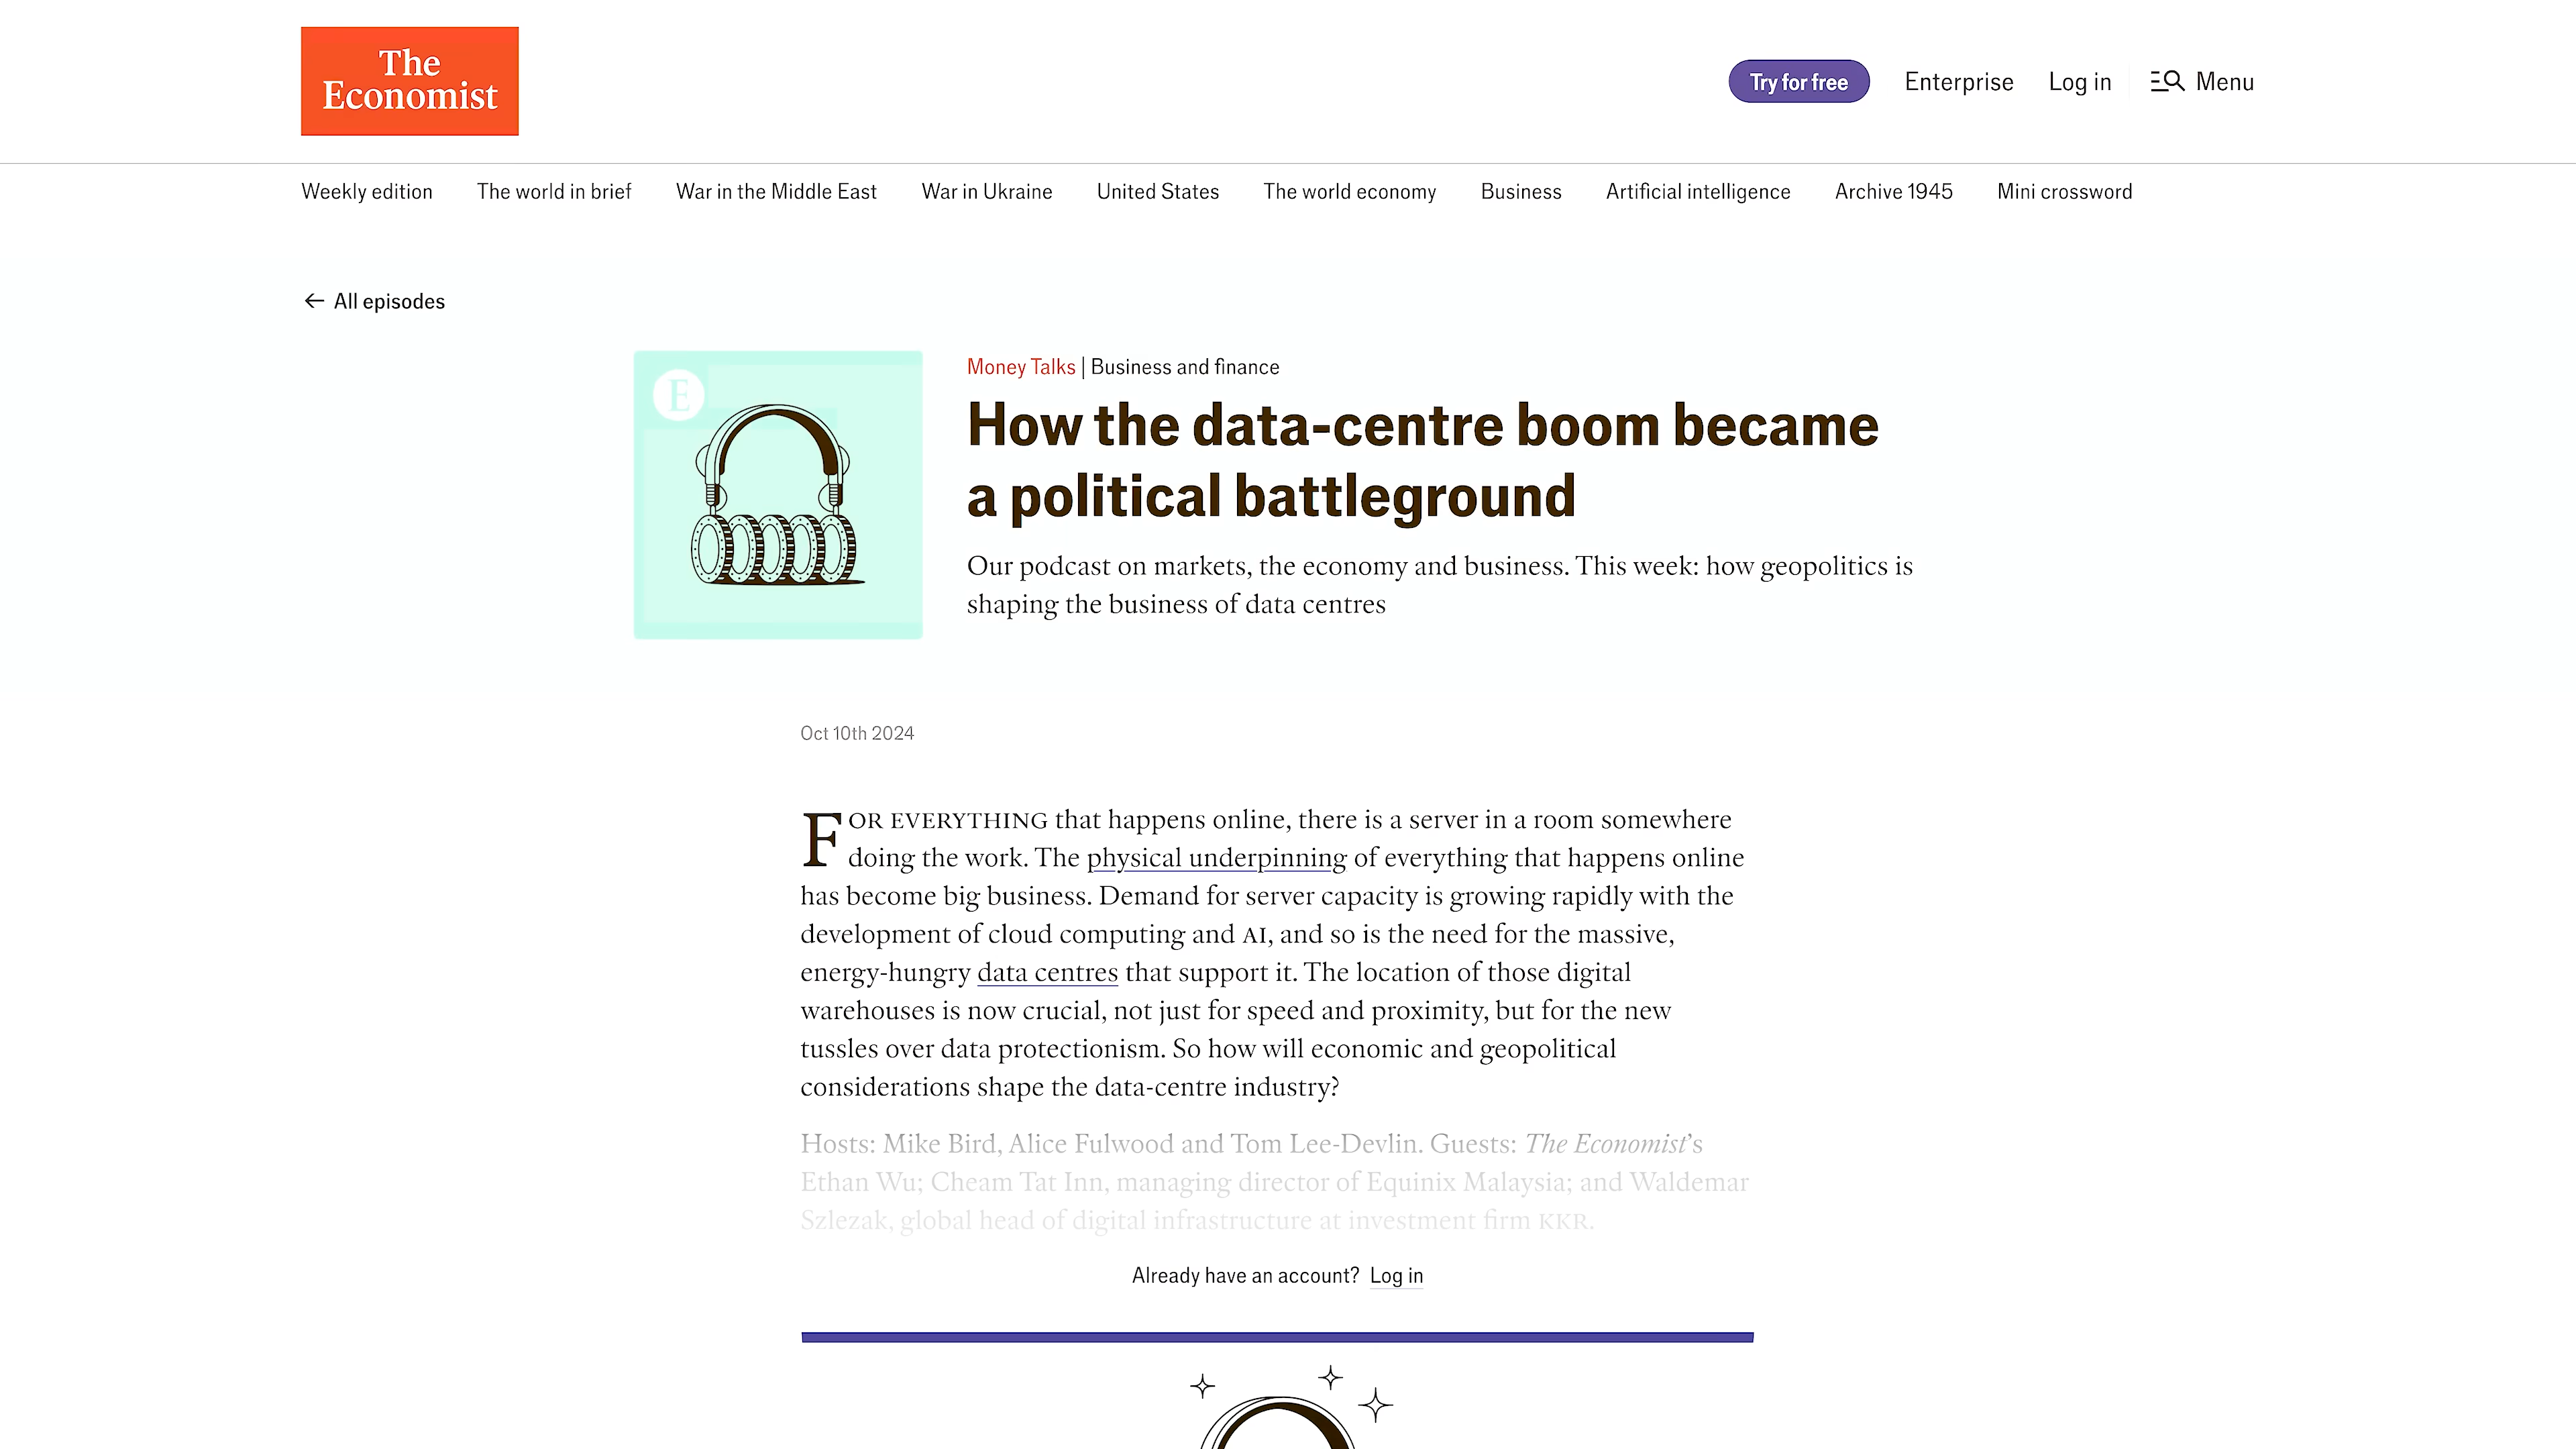 The
Economist
Try for free
Enterprise
Log in
Menu
Weekly edition
The world in brief
War in the Middle East
War in Ukraine
United States
The world economy
Business
Artificial intelligence
Archive 1945
Mini crossword
← All episodes
E
Money Talks | Business and finance
How the data-centre boom became
a political battleground
Our podcast on markets, the economy and business. This week: how geopolitics is
shaping the business of data centres
Oct 10th 2024
FOR EVERYTHING that happens online, there is a server in a room somewhere
doing the work. The physical underpinning of everything that happens online
has become big business. Demand for server capacity is growing rapidly with the
development of cloud computing and AI, and so is the need for the massive,
energy-hungry data centres that support it. The location of those digital
warehouses is now crucial, not just for speed and proximity, but for the new
tussles over data protectionism. So how will economic and geopolitical
considerations shape the data-centre industry?
Hosts: Mike Bird, Alice Fulwood and Tom Lee-Devlin. Guests: The Economist’s
Ethan Wu; Cheam Tat Inn, managing director of Equinix Malaysia; and Waldemar
Szlezak, global head of digital infrastructure at investment firm KKR.
Already have an account? Log in